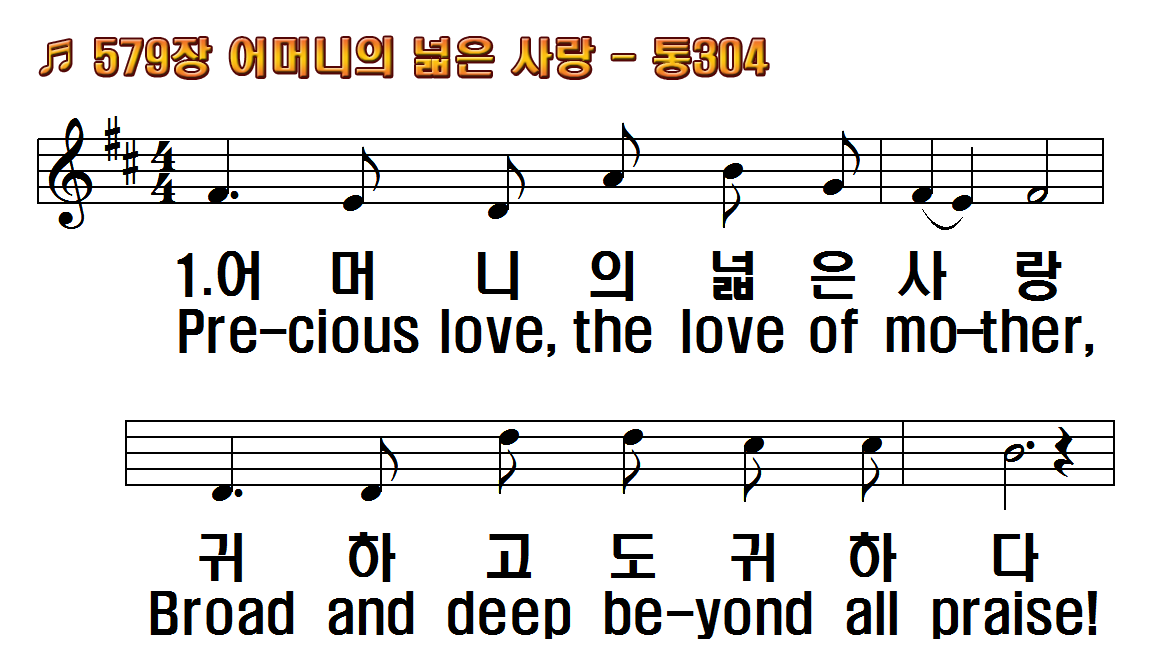 ♬ 579장 어머니의 넓은 사랑 - 통304
1.어 머 니 의 넓 은 사 랑
Pre-cious love, the love of mo-ther,
귀 하 고 도 귀 하 다
Broad and deep be-yond all praise!